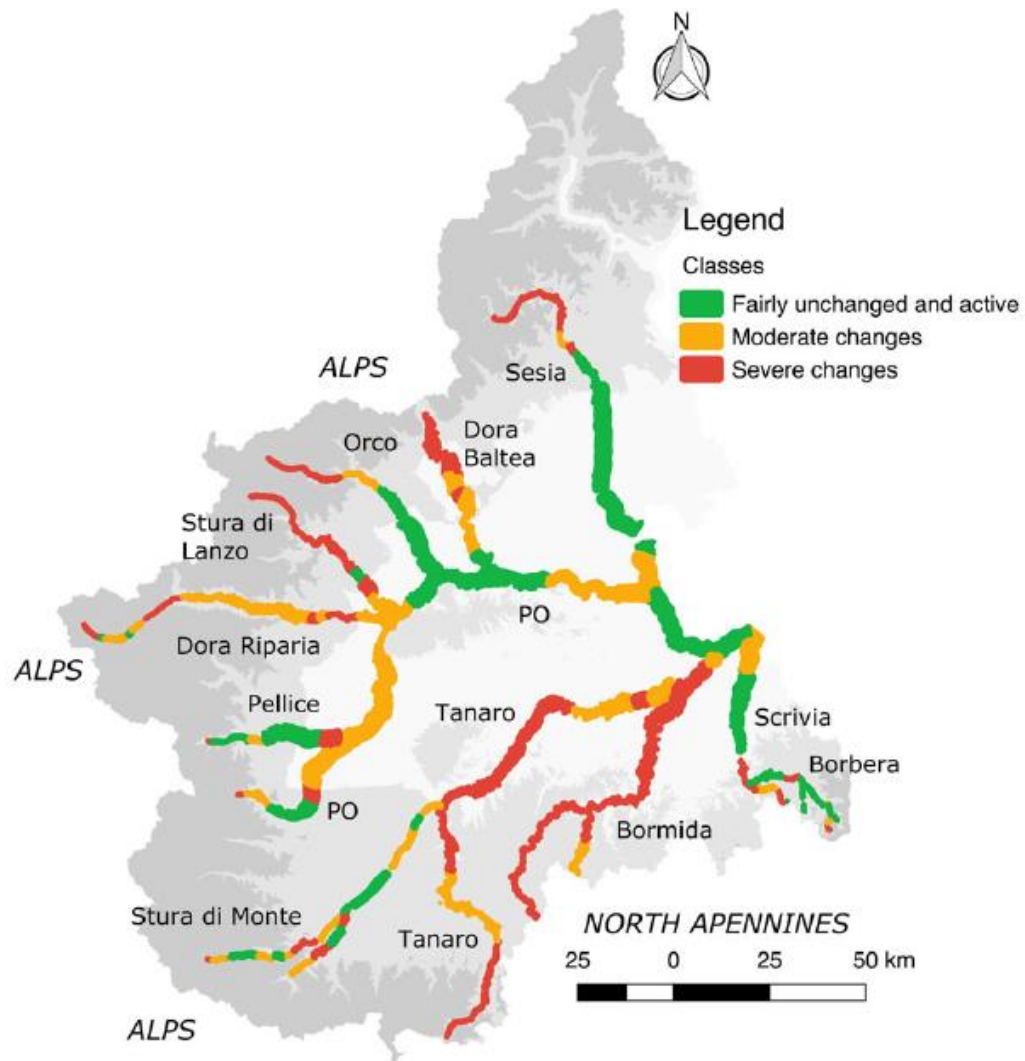 N
Legend
Classes
Fairly unchanged and active
Moderate changes
Severe changes
Sesia
ALPS
Orco
Dora
Baltea
Stura di
Lanzo
PO
Dora Riparia
ALPS
Pellice
Tanaro
Scrivia
Borbera
PO
Bormida
Stura di Monte
Tanaro
NORTH APENNINES
25 0 25 50 km
ALPS